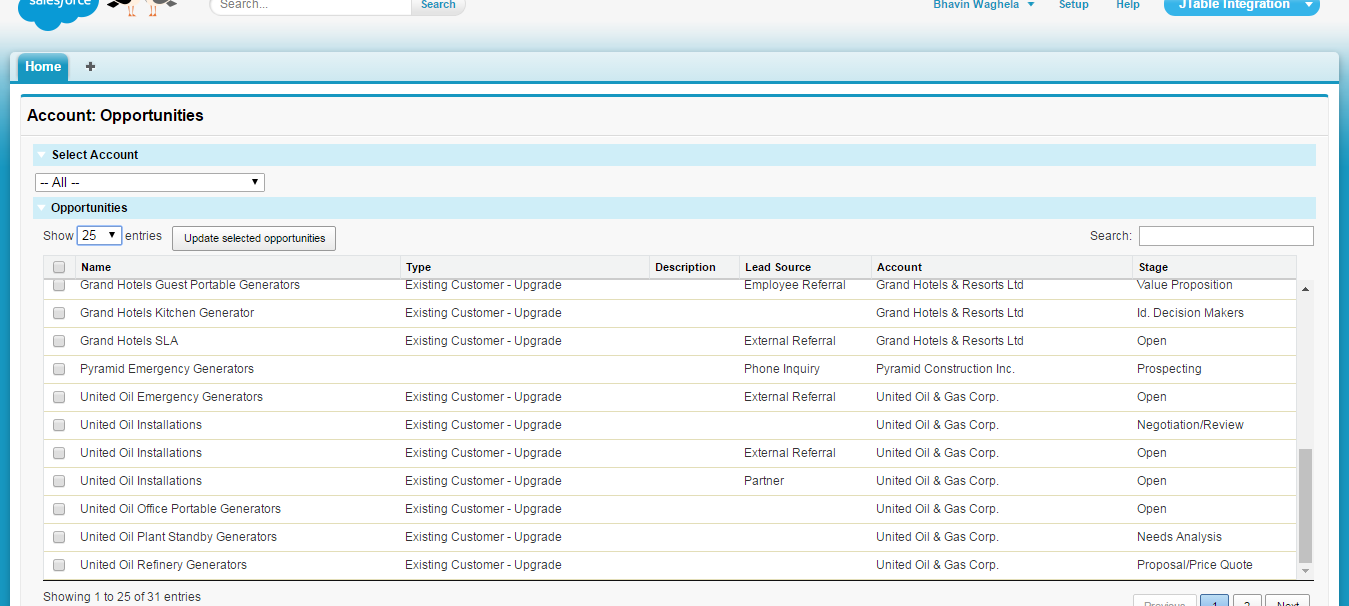 salesforce Search... Search Bhavin Waghela Setup Help JTable Integration
Home
Account: Opportunities
Select Account
-- All --
Opportunities
Show 25 entries Update selected opportunities Search:
Name Type Description Lead Source Account Stage
Grand Hotels Guest Portable Generators Existing Customer - Upgrade Employee Referral Grand Hotels & Resorts Ltd Value Proposition
Grand Hotels Kitchen Generator Existing Customer - Upgrade Grand Hotels & Resorts Ltd Id. Decision Makers
Grand Hotels SLA Existing Customer - Upgrade External Referral Grand Hotels & Resorts Ltd Open
Pyramid Emergency Generators Phone Inquiry Pyramid Construction Inc. Prospecting
United Oil Emergency Generators Existing Customer - Upgrade External Referral United Oil & Gas Corp. Open
United Oil Installations Existing Customer - Upgrade United Oil & Gas Corp. Negotiation/Review
United Oil Installations Existing Customer - Upgrade External Referral United Oil & Gas Corp. Open
United Oil Installations Existing Customer - Upgrade Partner United Oil & Gas Corp. Open
United Oil Office Portable Generators Existing Customer - Upgrade United Oil & Gas Corp. Open
United Oil Plant Standby Generators Existing Customer - Upgrade United Oil & Gas Corp. Needs Analysis
United Oil Refinery Generators Existing Customer - Upgrade United Oil & Gas Corp. Proposal/Price Quote
Showing 1 to 25 of 31 entries
Previous 1 2 Next